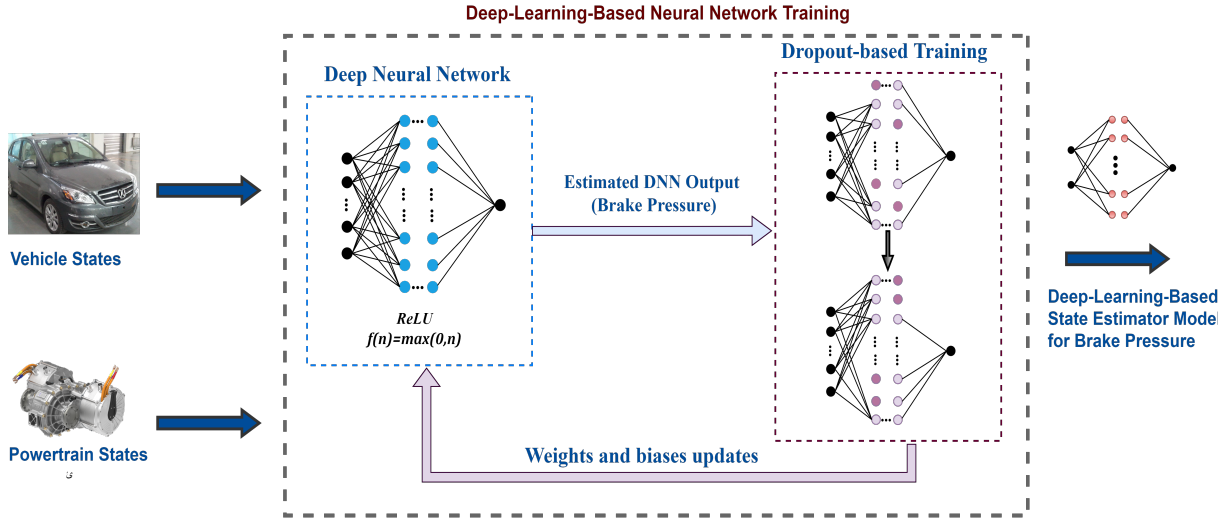 Deep-Learning-Based Neural Network Training
Deep Neural Network
Dropout-based Training
Estimated DNN Output
(Brake Pressure)
Vehicle States
ReLU
f(n)=max(0,n)
Deep-Learning-Based
State Estimator Model
for Brake Pressure
Powertrain States
Weights and biases updates